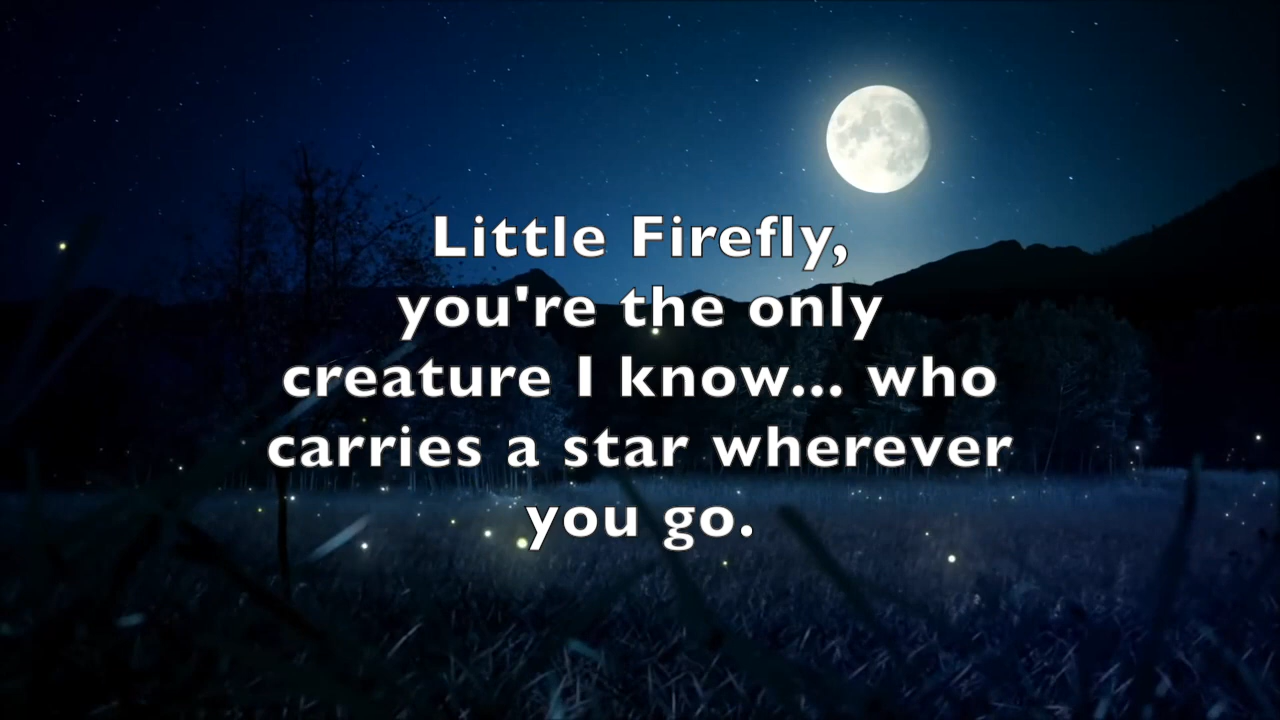 Little Firefly,
you're the only
creature I know... who
carries a star wherever
you go.